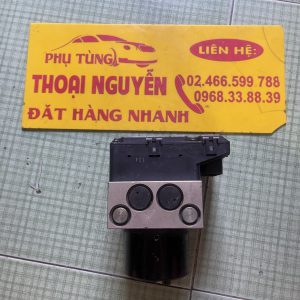 PHỤ TÙNG
LIÊN HỆ:
THOẠI NGUYỄN
02.466.599.788
0968.33.88.39
ĐẶT HÀNG NHANH